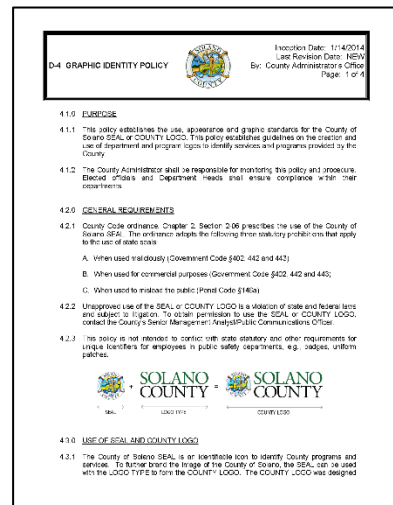 Inception Date: 1/14/2014
Last Revision Date: NEW
D-4 GRAPHIC IDENTITY POLICY
SOLANO
COUNTY
By: County Administrator's Office
Page: 1 of 4
4.1.0 PURPOSE
4.1.1 This policy establishes the use, appearance and graphic standards for the County of
Solano SEAL or COUNTY LOGO. This policy establishes guidelines on the creation and
use of department and program logos to identify services and programs provided by the
County.
4.1.2 The County Administrator shall be responsible for monitoring this policy and procedure.
Elected officials and Department Heads shall ensure compliance within their
departments.
4.2.0 GENERAL REQUIREMENTS
4.2.1 County Code ordinance, Chapter 2, Section 2-06 prescribes the use of the County of
Solano SEAL. The ordinance adopts the following three statutory prohibitions that apply
to the use of state seals:
A. When used maliciously (Government Code §402, 442 and 443)
B. When used for commercial purposes (Government Code §402, 442 and 443;
C. When used to mislead the public (Penal Code §148a)
4.2.2 Unapproved use of the SEAL or COUNTY LOGO is a violation of state and federal laws
and subject to litigation. To obtain permission to use the SEAL or COUNTY LOGO,
contact the County's Senior Management Analyst/Public Communications Officer.
4.2.3 This policy is not intended to conflict with state statutory and other requirements for
unique identifiers for employees in public safety departments, e.g., badges, uniform
patches.
+ SOLANO COUNTY = SOLANO COUNTY
SEAL LOGO TYPE COUNTY LOGO
4.3.0 USE OF SEAL AND COUNTY LOGO
4.3.1 The County of Solano SEAL is an identifiable icon to identify County programs and
services. To further brand the image of the County of Solano, the SEAL can be used
with the LOGO TYPE to form the COUNTY LOGO. The COUNTY LOGO was designed